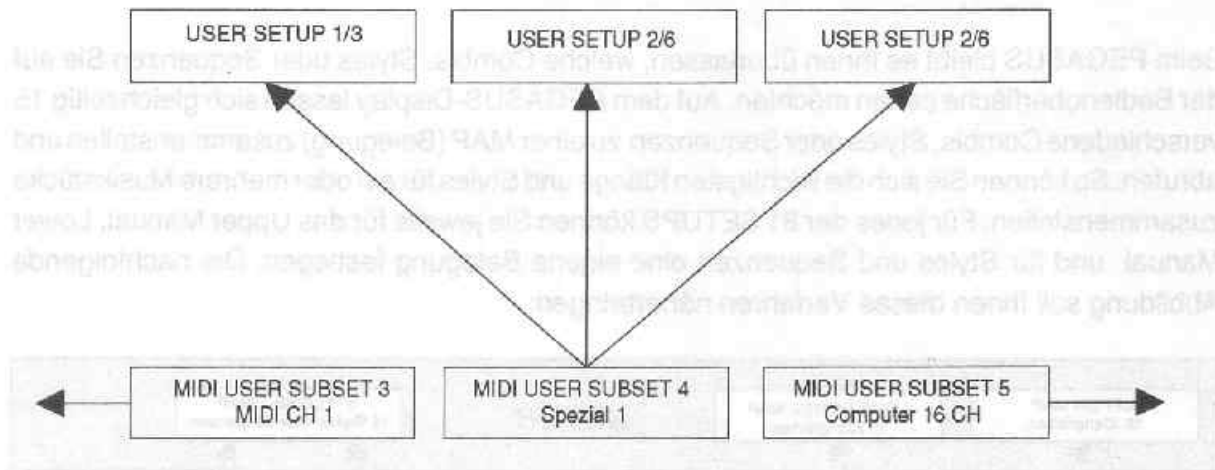 USER SETUP 1/3
USER SETUP 2/6
USER SETUP 2/6
Beim PEGASUS bleibt es Ihnen überlassen, welche Combis, Styles oder Sequenzen Sie auf
der Bedienoberfläche sehen möchten. Auf dem PEGASUS-Display lassen sich gleichzeitig 15
verschiedene Combis, Styles oder Sequenzen zu einer MAP (Belegung) zusammenstellen und
abrufen. So können Sie sich die wichtigsten Klänge und Styles für ein oder mehrere Musikstücke
zusammenstellen. Für jedes der 81 SETUPS können Sie jeweils für das Upper Manual, Lower
Manual und für Styles und Sequenzen eine eigene Belegung festlegen. Die nachfolgende
Abbildung soll Ihnen dieses Verfahren näherbringen.
MIDI USER SUBSET 3
MIDI CH 1
MIDI USER SUBSET 4
Spezial 1
MIDI USER SUBSET 5
Computer 16 CH